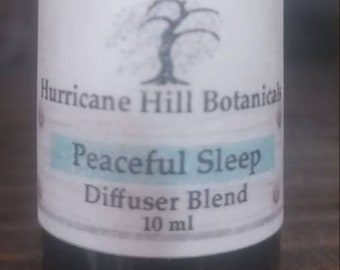 Hurricane Hill Botanicals
Peaceful Sleep
Diffuser Blend
10 ml